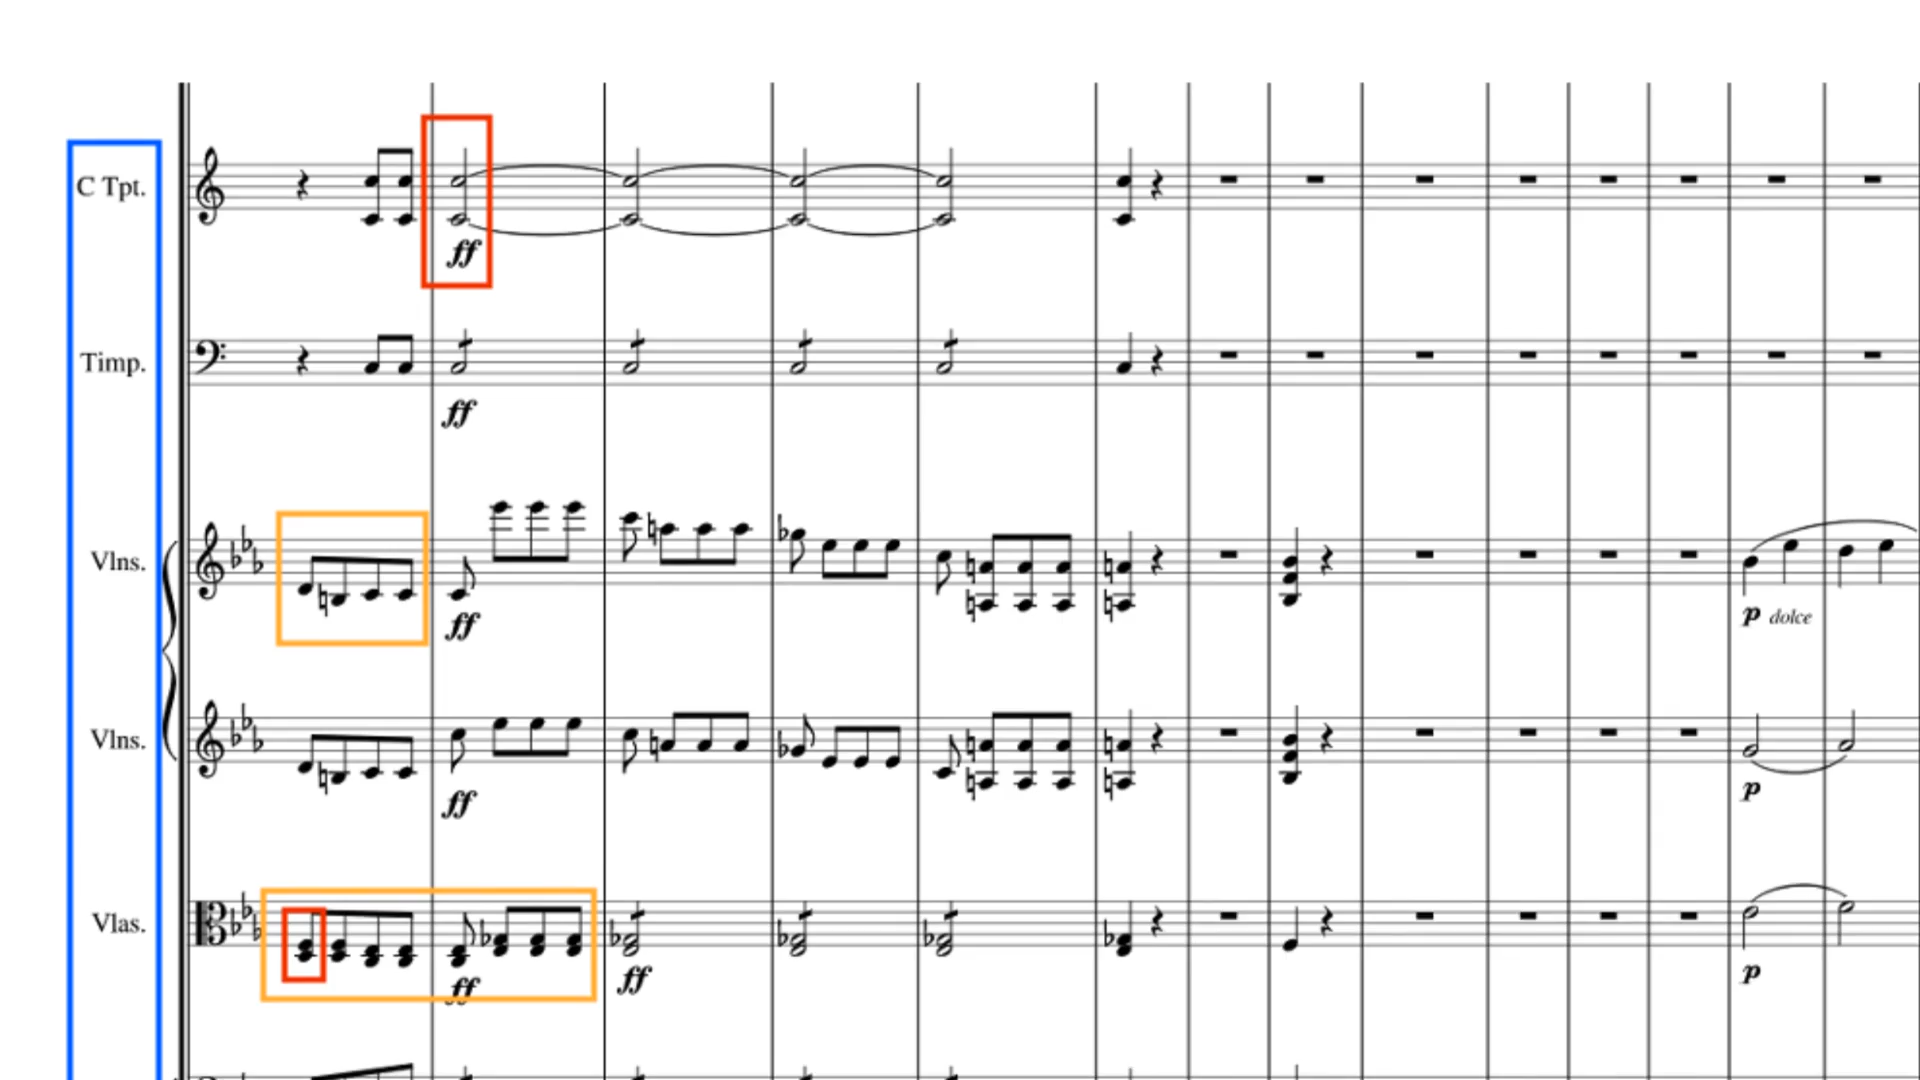 C Tpt.
ff
Timp.
ff
Vlns.
ff
p dolce
Vlns.
ff
p
Vlas.
ff
ff
p